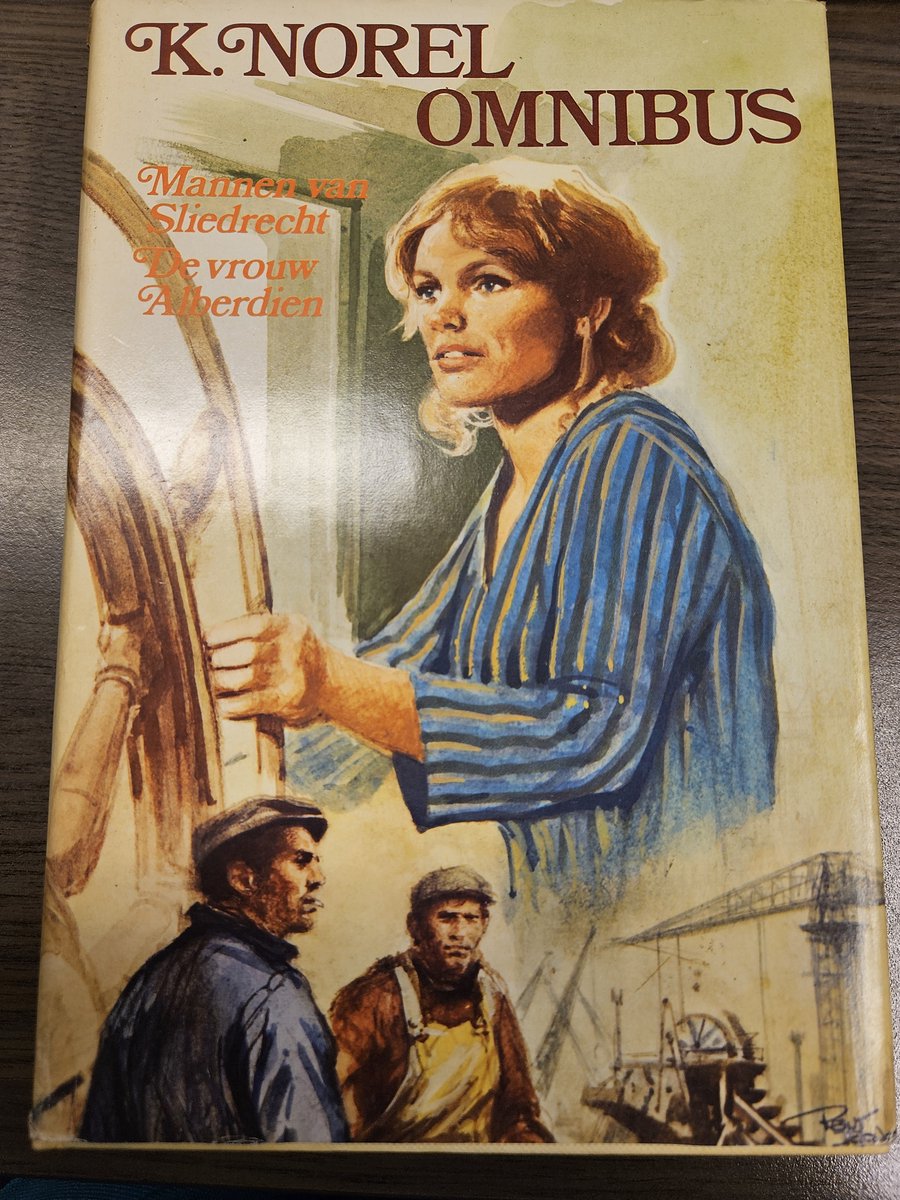 K. NOREL
OMNIBUS
Mannen van
Sliedrecht
De vrouw
Alberdien